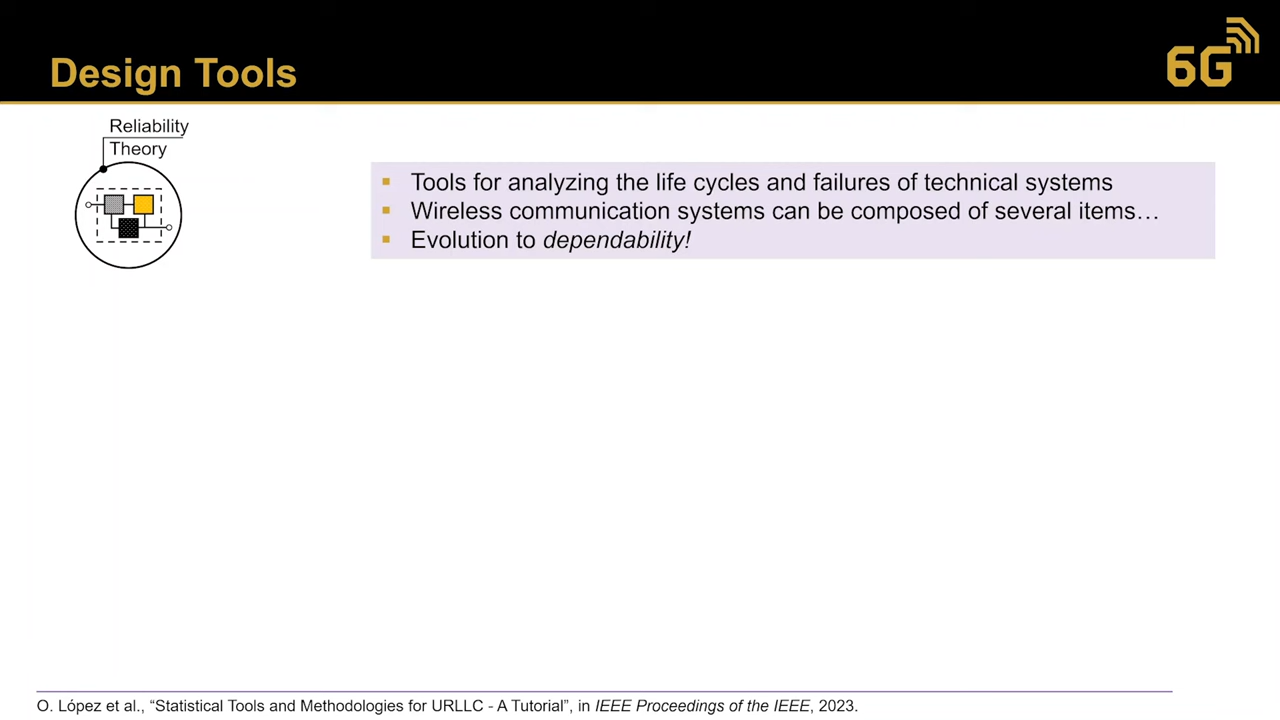 Design Tools
6G
Reliability
Theory
▪ Tools for analyzing the life cycles and failures of technical systems
▪ Wireless communication systems can be composed of several items…
▪ Evolution to dependability!
O. López et al., “Statistical Tools and Methodologies for URLLC - A Tutorial”, in IEEE Proceedings of the IEEE, 2023.